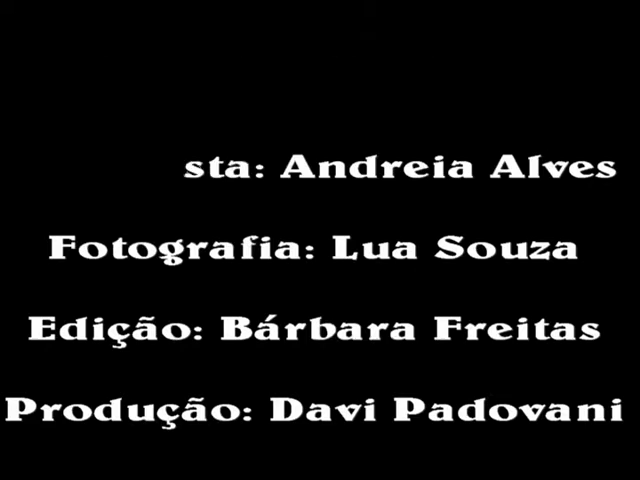 sta: Andreia Alves
Fotografia: Lua Souza
Edição: Bárbara Freitas
Produção: Davi Padovani